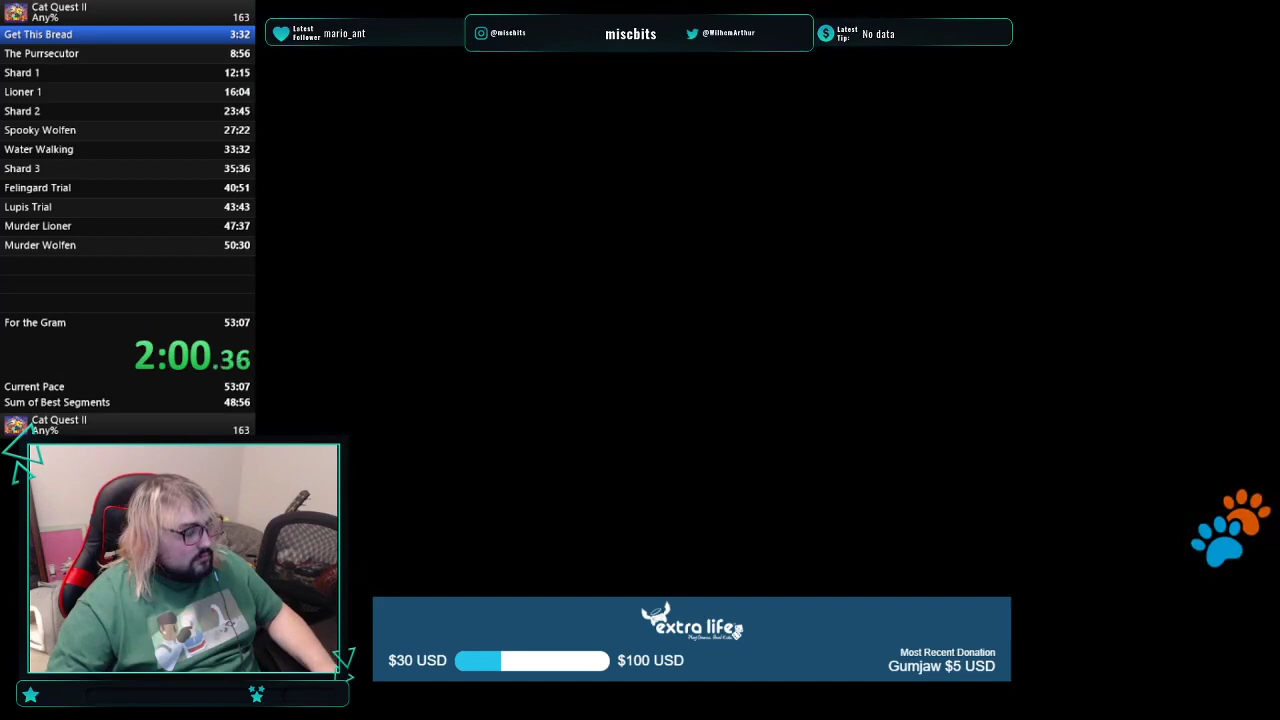 Cat Quest II
Any%
163
Get This Bread 3:32
The Purrsecutor 8:56
Shard 1 12:15
Lioner 1 16:04
Shard 2 23:45
Spooky Wolfen 27:22
Water Walking 33:32
Shard 3 35:36
Felingard Trial 40:51
Lupis Trial 43:43
Murder Lioner 47:37
Murder Wolfen 50:30
For the Gram 53:07
2:00.36
Current Pace 53:07
Sum of Best Segments 48:56
Cat Quest II
Any%
163
Latest Follower mario_ant
@miscbits
miscbits
@WilhemArthur
Latest Tip: No data
extra life
Play Games. Heal Kids.
$30 USD $100 USD
Most Recent Donation
Gumjaw $5 USD